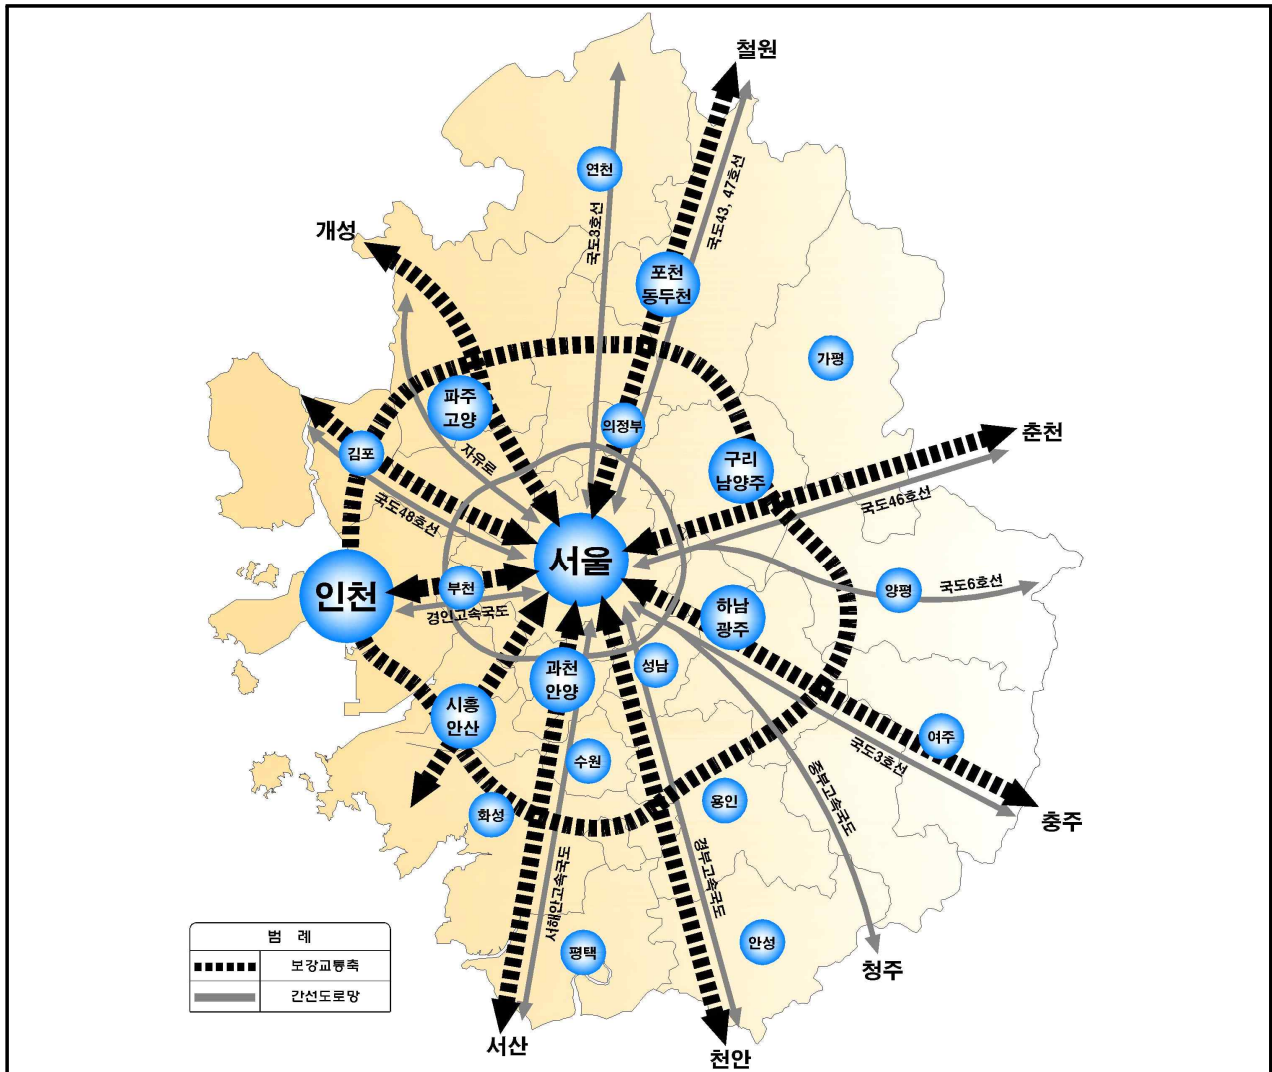 철원
연천
국도43, 47호선
국도3호선
개성
포천
동두천
가평
파주
고양
의정부
춘천
김포
자유로
구리
남양주
국도48호선
국도46호선
서울
인천
부천
경인고속국도
하남
광주
양평
국도6호선
과천
안양
성남
시흥
안산
여주
국도3호선
수원
중부고속국도
용인
화성
충주
경부고속국도
서해안고속국도
안성
평택
청주
범 례
보강교통축
간선도로망
서산
천안